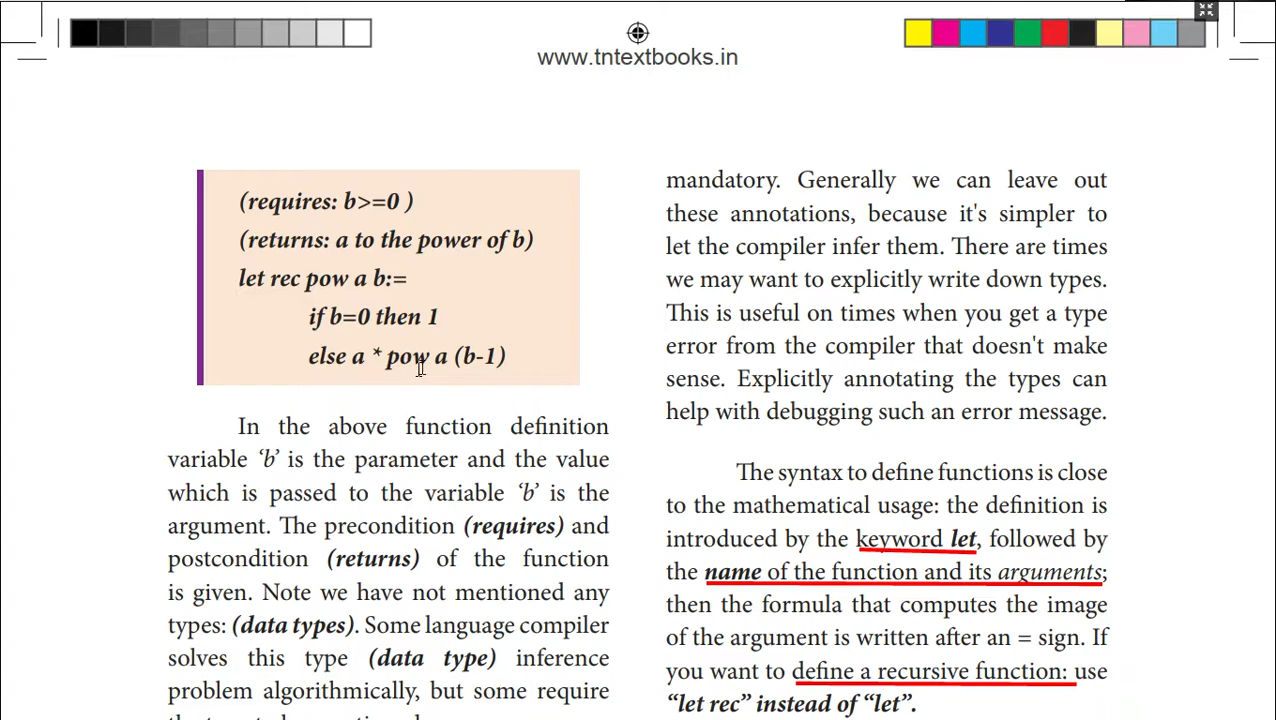 www.tntextbooks.in
(requires: b>=0 )
(returns: a to the power of b)
let rec pow a b:=
if b=0 then 1
else a * pow a (b-1)
In the above function definition
variable ‘b’ is the parameter and the value
which is passed to the variable ‘b’ is the
argument. The precondition (requires) and
postcondition (returns) of the function
is given. Note we have not mentioned any
types: (data types). Some language compiler
solves this type (data type) inference
problem algorithmically, but some require
mandatory. Generally we can leave out
these annotations, because it's simpler to
let the compiler infer them. There are times
we may want to explicitly write down types.
This is useful on times when you get a type
error from the compiler that doesn't make
sense. Explicitly annotating the types can
help with debugging such an error message.
The syntax to define functions is close
to the mathematical usage: the definition is
introduced by the keyword let, followed by
the name of the function and its arguments;
then the formula that computes the image
of the argument is written after an = sign. If
you want to define a recursive function: use
“let rec” instead of “let”.